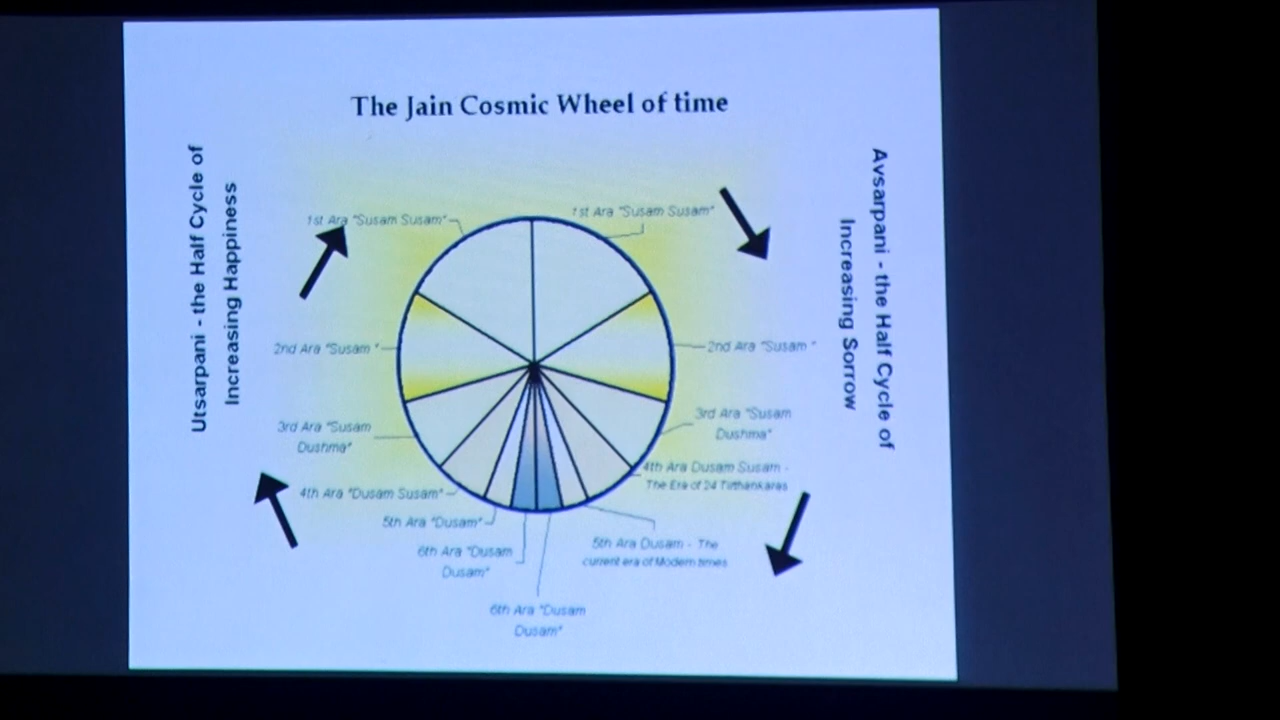 The Jain Cosmic Wheel of time
Utsarpani - the Half Cycle of
Increasing Happiness
1st Ara "Susam Susam"
2nd Ara "Susam "
3rd Ara "Susam
Dushma"
4th Ara "Dusam Susam"
5th Ara "Dusam"
6th Ara "Dusam
Dusam"
1st Ara "Susam Susam"
2nd Ara "Susam "
3rd Ara "Susam
Dushma"
4th Ara Dusam Susam -
The Era of 24 Tirthankaras
5th Ara Dusam - The
current era of Modern times
6th Ara "Dusam
Dusam"
Avsarpani - the Half Cycle of
Increasing Sorrow